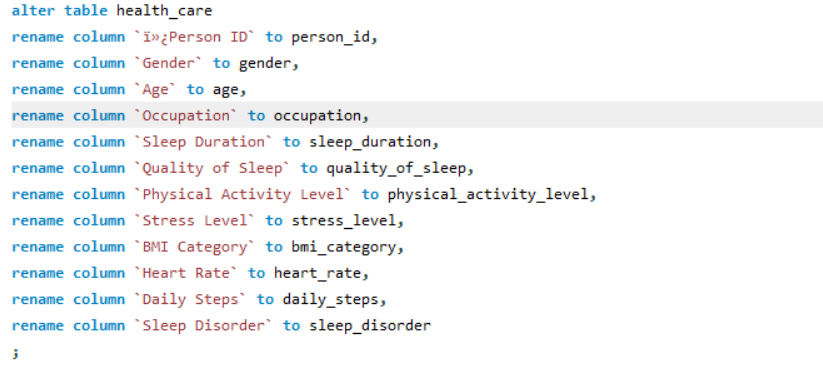 alter table health_care
rename column `ï»¿Person ID` to person_id,
rename column `Gender` to gender,
rename column `Age` to age,
rename column `Occupation` to occupation,
rename column `Sleep Duration` to sleep_duration,
rename column `Quality of Sleep` to quality_of_sleep,
rename column `Physical Activity Level` to physical_activity_level,
rename column `Stress Level` to stress_level,
rename column `BMI Category` to bmi_category,
rename column `Heart Rate` to heart_rate,
rename column `Daily Steps` to daily_steps,
rename column `Sleep Disorder` to sleep_disorder
;